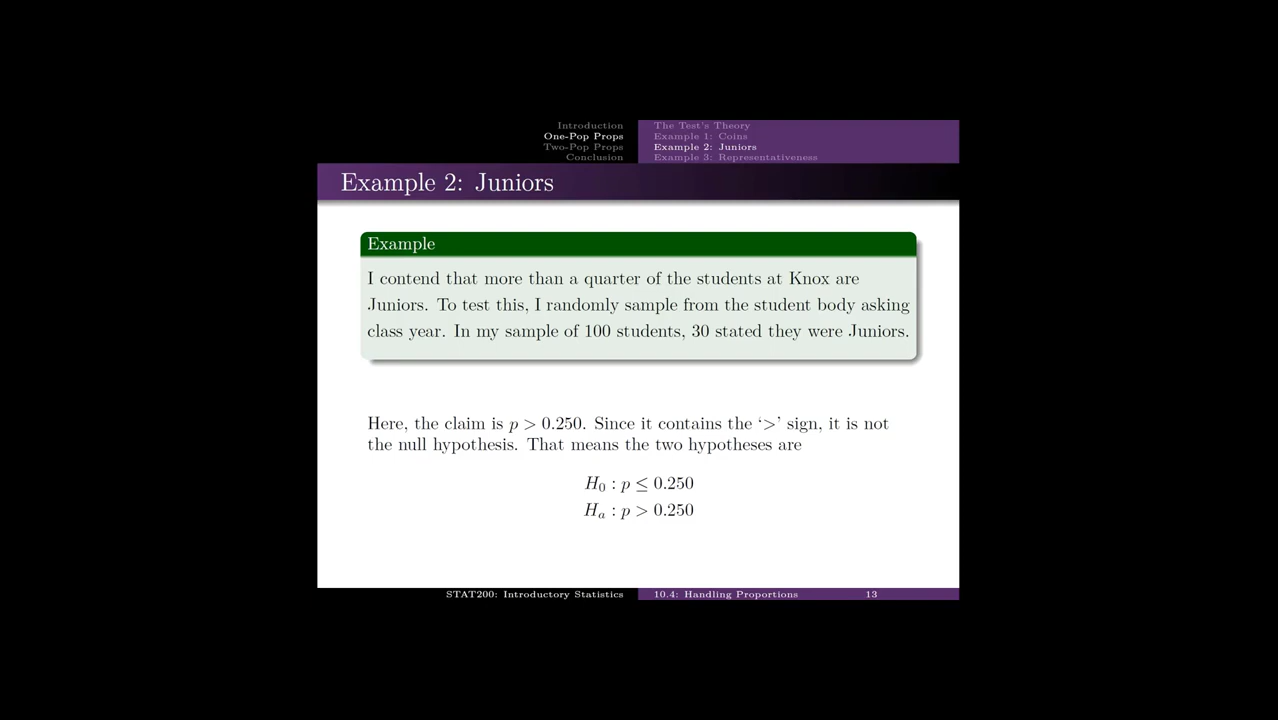 Introduction
One-Pop Props
Two-Pop Props
Conclusion
The Test's Theory
Example 1: Coins
Example 2: Juniors
Example 3: Representativeness
Example 2: Juniors
Example
I contend that more than a quarter of the students at Knox are
Juniors. To test this, I randomly sample from the student body asking
class year. In my sample of 100 students, 30 stated they were Juniors.
Here, the claim is p > 0.250. Since it contains the ‘>’ sign, it is not
the null hypothesis. That means the two hypotheses are
H₀ : p ≤ 0.250
Hₐ : p > 0.250
STAT200: Introductory Statistics
10.4: Handling Proportions 13